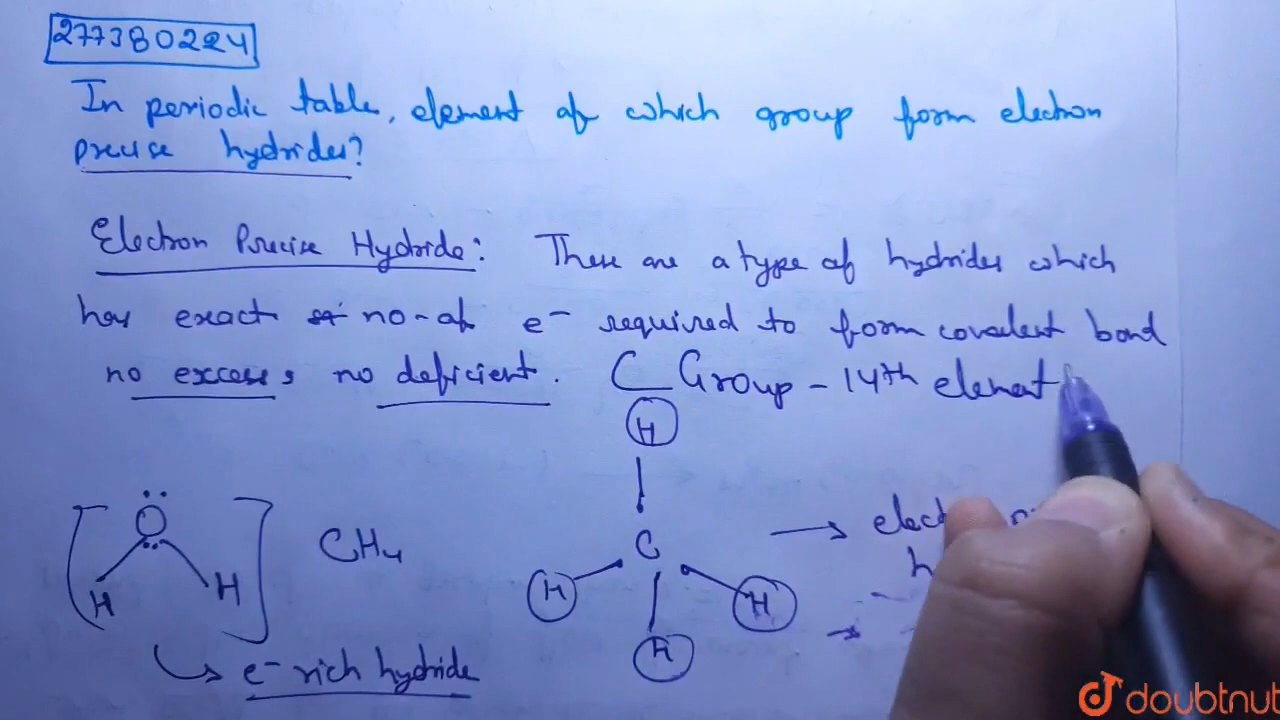 277380224
In periodic table, element of which group form electron
precise hydrides?
Electron Precise Hydride: These are a type of hydrides which
has exact no-of e- required to form covalent bond
no excess, no deficient. C Group - 14th element
H
O
H
H
CH4
C
H
H
H
→ elect
h
→
↳ e- rich hydride
doubtnut